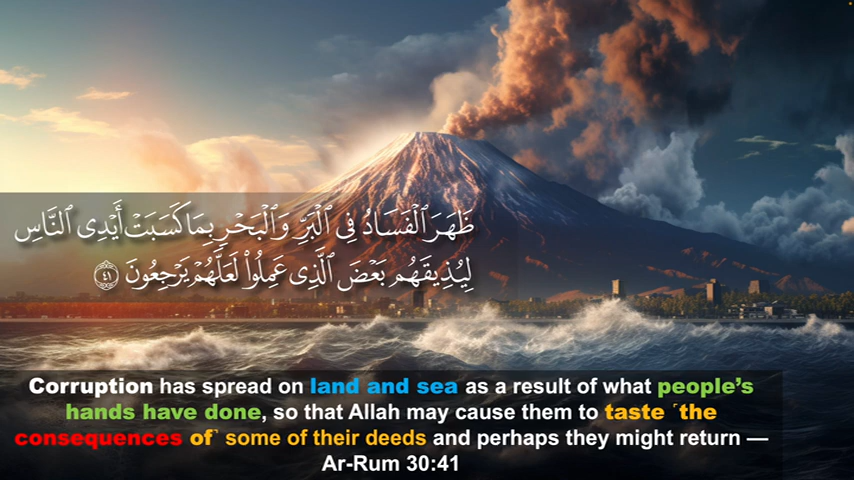 ظَهَرَ ٱلْفَسَادُ فِى ٱلْبَرِّ وَٱلْبَحْرِ بِمَا كَسَبَتْ أَيْدِى ٱلنَّاسِ
لِيُذِيقَهُم بَعْضَ ٱلَّذِى عَمِلُوا۟ لَعَلَّهُمْ يَرْجِعُونَ ٤١
Corruption has spread on land and sea as a result of what people’s
hands have done, so that Allah may cause them to taste ˹the
consequences of˺ some of their deeds and perhaps they might return —
Ar-Rum 30:41